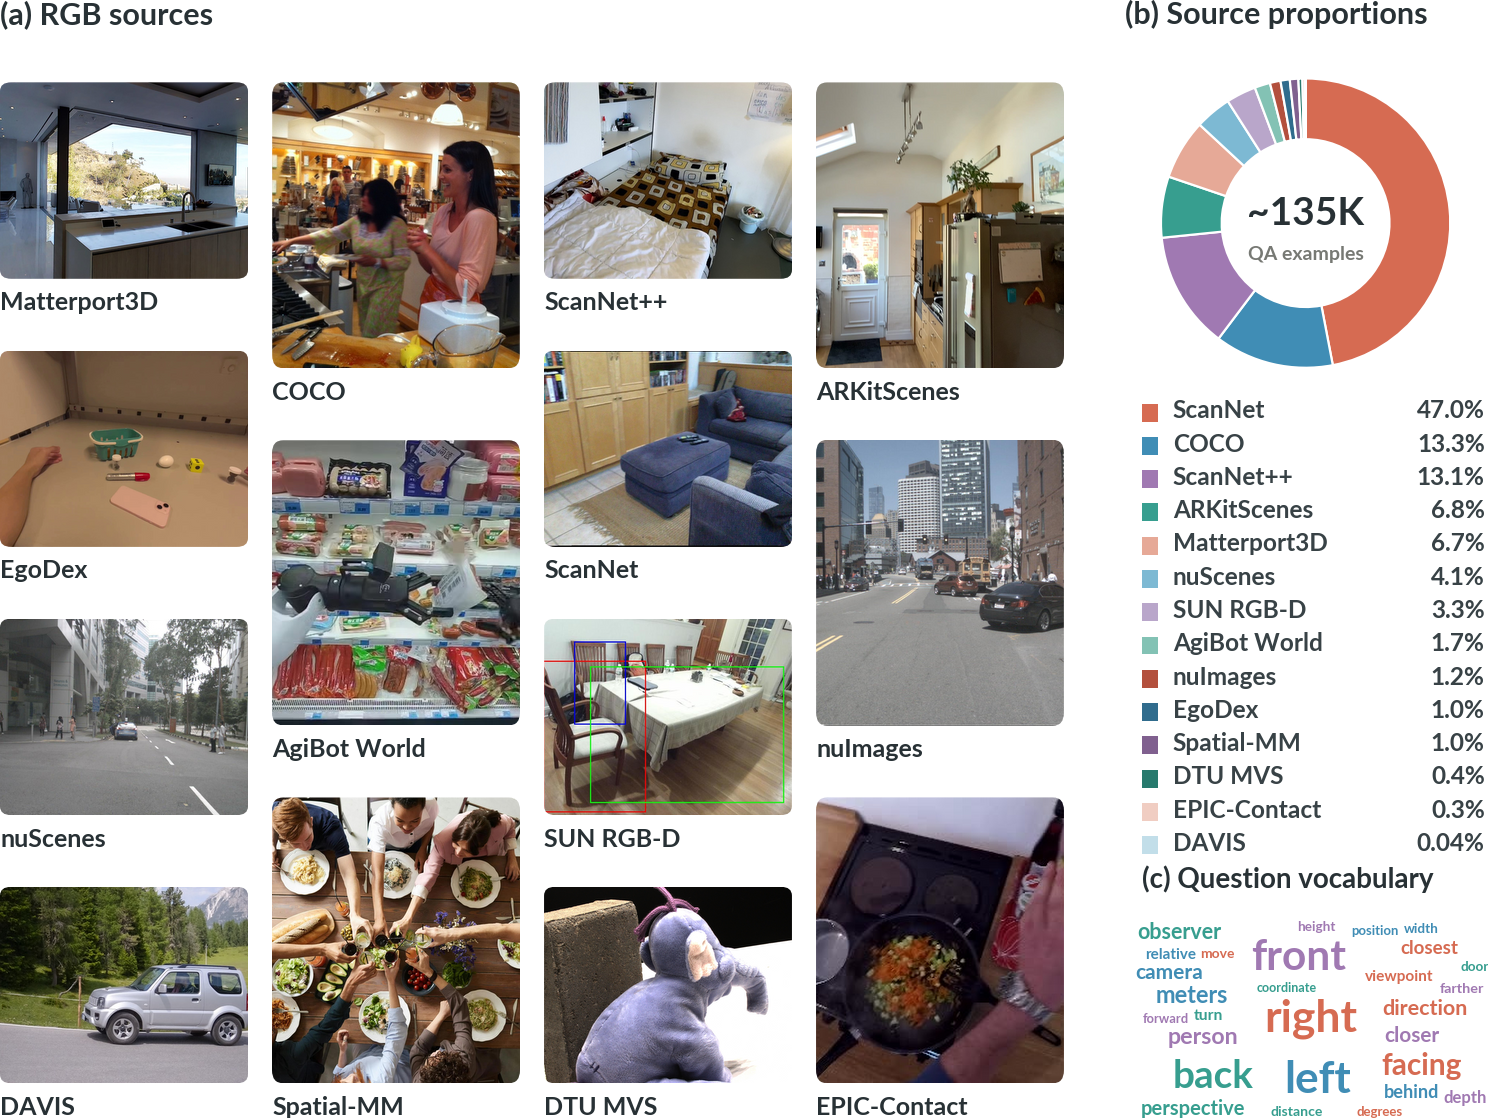 (a) RGB sources
Matterport3D
COCO
ScanNet++
ARKitScenes
EgoDex
AgiBot World
ScanNet
nuImages
nuScenes
Spatial-MM
SUN RGB-D
EPIC-Contact
DAVIS
DTU MVS
(b) Source proportions
~135K
QA examples
ScanNet 47.0%
COCO 13.3%
ScanNet++ 13.1%
ARKitScenes 6.8%
Matterport3D 6.7%
nuScenes 4.1%
SUN RGB-D 3.3%
AgiBot World 1.7%
nuImages 1.2%
EgoDex 1.0%
Spatial-MM 1.0%
DTU MVS 0.4%
EPIC-Contact 0.3%
DAVIS 0.04%
(c) Question vocabulary
observer height position width
relative move front closest
camera viewpoint door
meters coordinate farther
forward turn right direction
person closer
back left facing
behind depth
perspective distance degrees